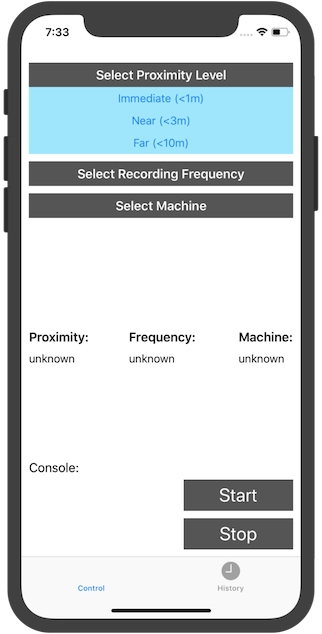 7:33
Select Proximity Level
Immediate (<1m)
Near (<3m)
Far (<10m)
Select Recording Frequency
Select Machine
Proximity: Frequency: Machine:
unknown unknown unknown
Console:
Start
Stop
Control History